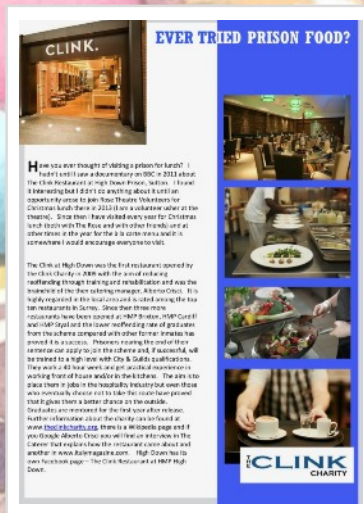 CLINK.
EVER TRIED PRISON FOOD?
Have you ever thought of visiting a prison for lunch? I
hadn't until I saw a documentary on BBC in 2011 about
The Clink Restaurant at High Down Prison, Sutton. I found
it interesting but I didn't do anything about it until an
opportunity arose to join Rose Theatre Volunteers for
Christmas lunch there in 2013 (I am a volunteer usher at the
theatre). Since then I have visited every year for Christmas
lunch (both with The Rose and with other friends) and at
other times in the year for the à la carte menu and it is
somewhere I would encourage everyone to visit.
The Clink at High Down was the first restaurant opened by
the Clink Charity in 2009 with the aim of reducing
reoffending through training and rehabilitation and was the
brainchild of the then catering manager, Alberto Crisci. It is
highly regarded in the local area and is rated among the top
ten restaurants in Surrey. Since then three more
restaurants have been opened at HMP Brixton, HMP Cardiff
and HMP Styal and the lower reoffending rate of graduates
from the scheme compared with other former inmates has
proved it is a success. Prisoners nearing the end of their
sentence can apply to join the scheme and, if successful, will
be trained to a high level with City & Guilds qualifications.
They work a 40 hour week and get practical experience in
working front of house and/or in the kitchens. The aim is to
place them in jobs in the hospitality industry but even those
who eventually choose not to take this route have proved
that it gives them a better chance on the outside.
Graduates are mentored for the first year after release.
Further information about the charity can be found at
www.theclinkcharity.org, there is a Wikipedia page and if
you Google Alberto Crisci you will find an interview in The
Caterer that explains how the restaurant came about and
another in www.italymagazine.com. High Down has its
own Facebook page – The Clink Restaurant at HMP High
Down.
THE CLINK
CHARITY